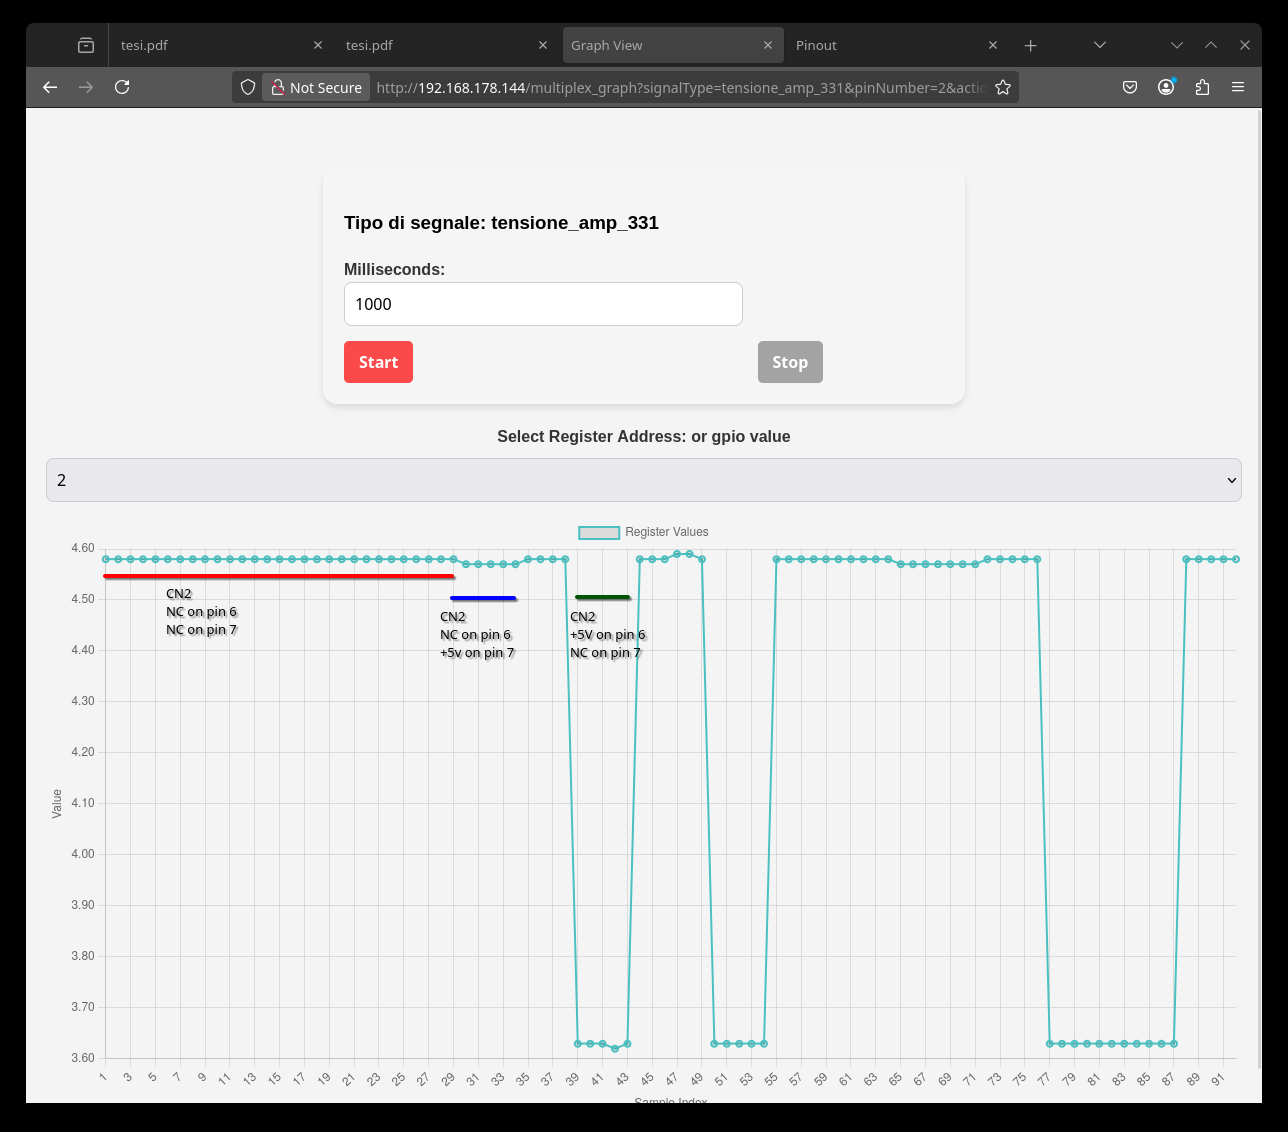 tesi.pdf
tesi.pdf
Graph View
Pinout
Not Secure
http://192.168.178.144/multiplex_graph?signalType=tensione_amp_331&pinNumber=2&actio
Tipo di segnale: tensione_amp_331
Milliseconds:
1000
Start
Stop
Select Register Address: or gpio value
2
Register Values
4.60
4.50
4.40
4.30
4.20
4.10
4.00
3.90
3.80
3.70
3.60
Value
CN2
NC on pin 6
NC on pin 7
CN2
NC on pin 6
+5v on pin 7
CN2
+5V on pin 6
NC on pin 7
1 3 5 7 9 11 13 15 17 19 21 23 25 27 29 31 33 35 37 39 41 43 45 47 49 51 53 55 57 59 61 63 65 67 69 71 73 75 77 79 81 83 85 87 89 91
Sample Index